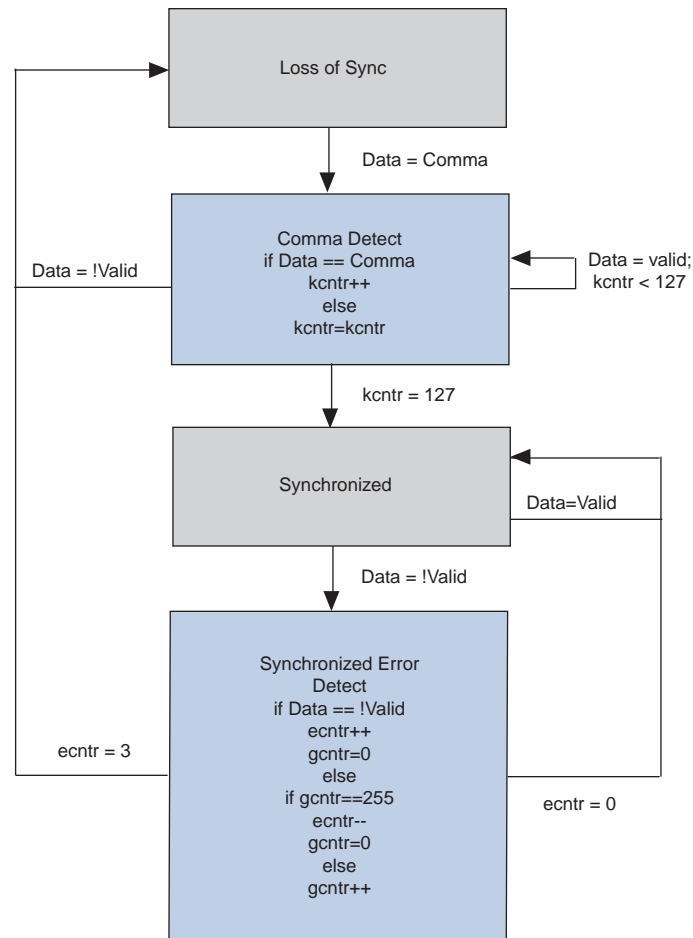 Loss of Sync
Data = Comma
Comma Detect
if Data == Comma
kcntr++
else
kcntr=kcntr
Data = !Valid
Data = valid;
kcntr < 127
kcntr = 127
Synchronized
Data=Valid
Data = !Valid
Synchronized Error
Detect
if Data == !Valid
ecntr++
gcntr=0
else
if gcntr==255
ecntr--
gcntr=0
else
gcntr++
ecntr = 3
ecntr = 0